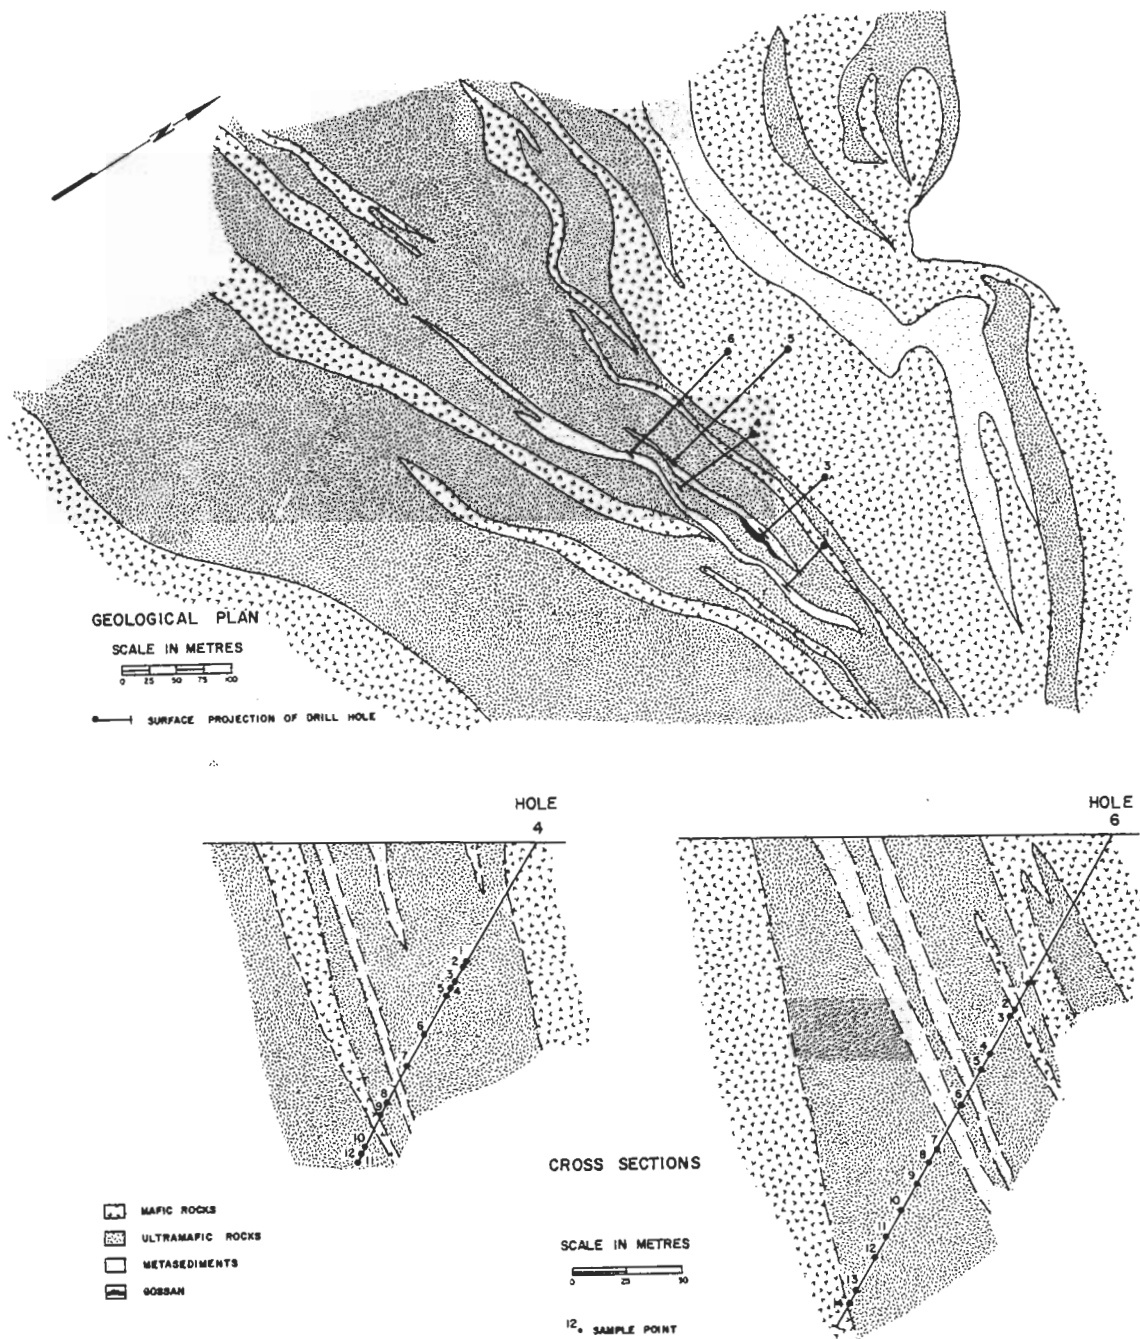 N
6
5
3
GEOLOGICAL PLAN
SCALE IN METRES
0 25 50 75 100
SURFACE PROJECTION OF DRILL HOLE
HOLE
4
HOLE
6
1
2
3
4
5
6
7
8
9
10
12 11
2
3
4
5
6
7
8
9
10
11
12
13
14
CROSS SECTIONS
MAFIC ROCKS
ULTRAMAFIC ROCKS
METASEDIMENTS
GOSSAN
SCALE IN METRES
0 25 50
12 SAMPLE POINT